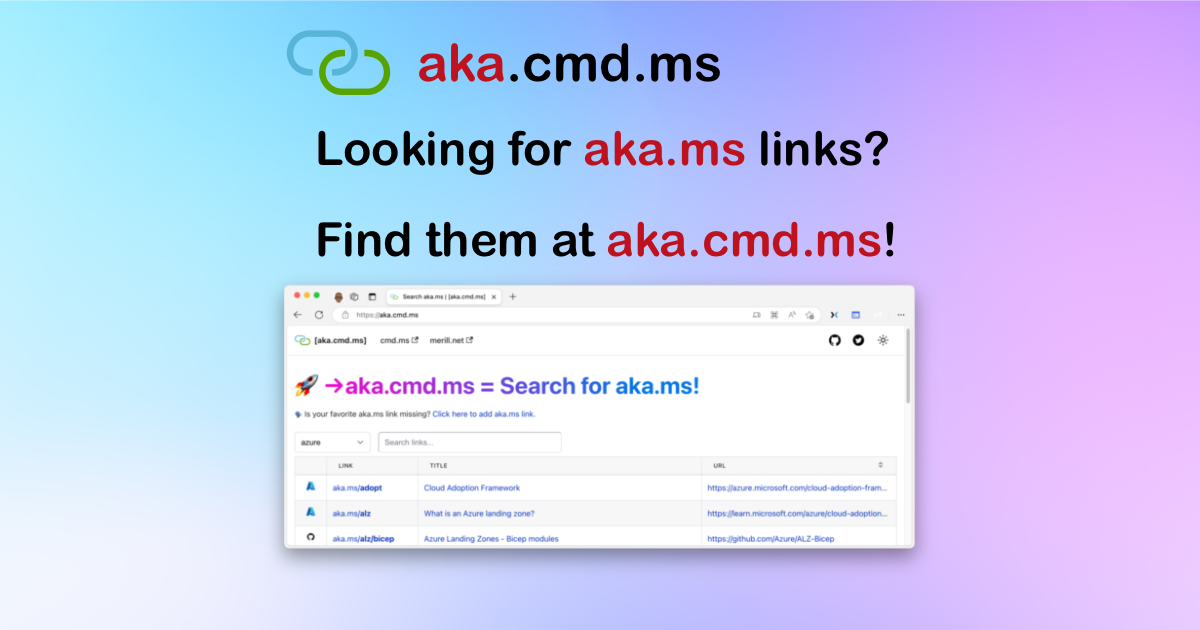 aka.cmd.ms
Looking for aka.ms links?
Find them at aka.cmd.ms!
Search aka.ms | [aka.cmd.ms]
https://aka.cmd.ms
[aka.cmd.ms] cmd.ms merill.net
→aka.cmd.ms = Search for aka.ms!
Is your favorite aka.ms link missing? Click here to add aka.ms link.
azure Search links...
LINK TITLE URL
aka.ms/adopt Cloud Adoption Framework https://azure.microsoft.com/cloud-adoption-fram...
aka.ms/alz What is an Azure landing zone? https://learn.microsoft.com/azure/cloud-adoption...
aka.ms/alz/bicep Azure Landing Zones - Bicep modules https://github.com/Azure/ALZ-Bicep